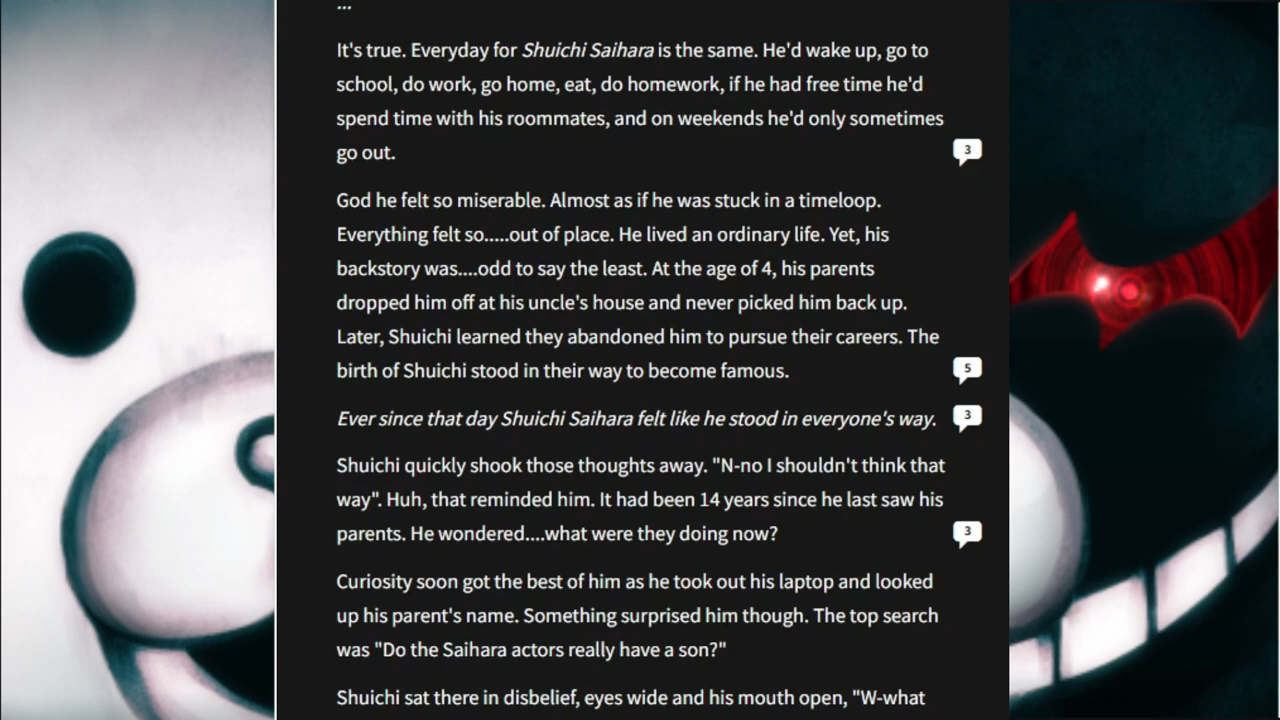 ...
It's true. Everyday for Shuichi Saihara is the same. He'd wake up, go to
school, do work, go home, eat, do homework, if he had free time he'd
spend time with his roommates, and on weekends he'd only sometimes
go out.
3
God he felt so miserable. Almost as if he was stuck in a timeloop.
Everything felt so.....out of place. He lived an ordinary life. Yet, his
backstory was....odd to say the least. At the age of 4, his parents
dropped him off at his uncle's house and never picked him back up.
Later, Shuichi learned they abandoned him to pursue their careers. The
birth of Shuichi stood in their way to become famous.
5
Ever since that day Shuichi Saihara felt like he stood in everyone's way.
3
Shuichi quickly shook those thoughts away. "N-no I shouldn't think that
way". Huh, that reminded him. It had been 14 years since he last saw his
parents. He wondered....what were they doing now?
3
Curiosity soon got the best of him as he took out his laptop and looked
up his parent's name. Something surprised him though. The top search
was "Do the Saihara actors really have a son?"
Shuichi sat there in disbelief, eyes wide and his mouth open, "W-what